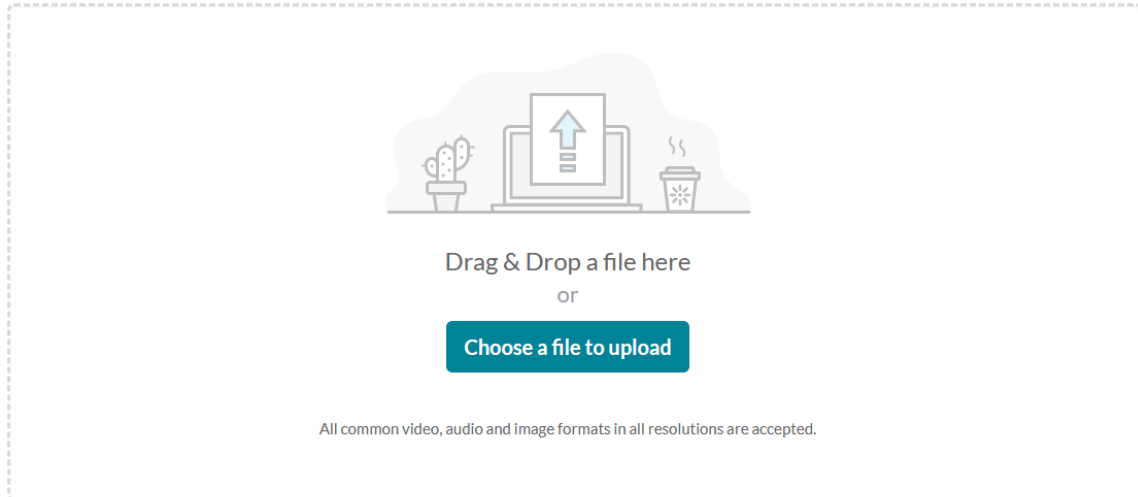 Drag & Drop a file here
or
Choose a file to upload
All common video, audio and image formats in all resolutions are accepted.